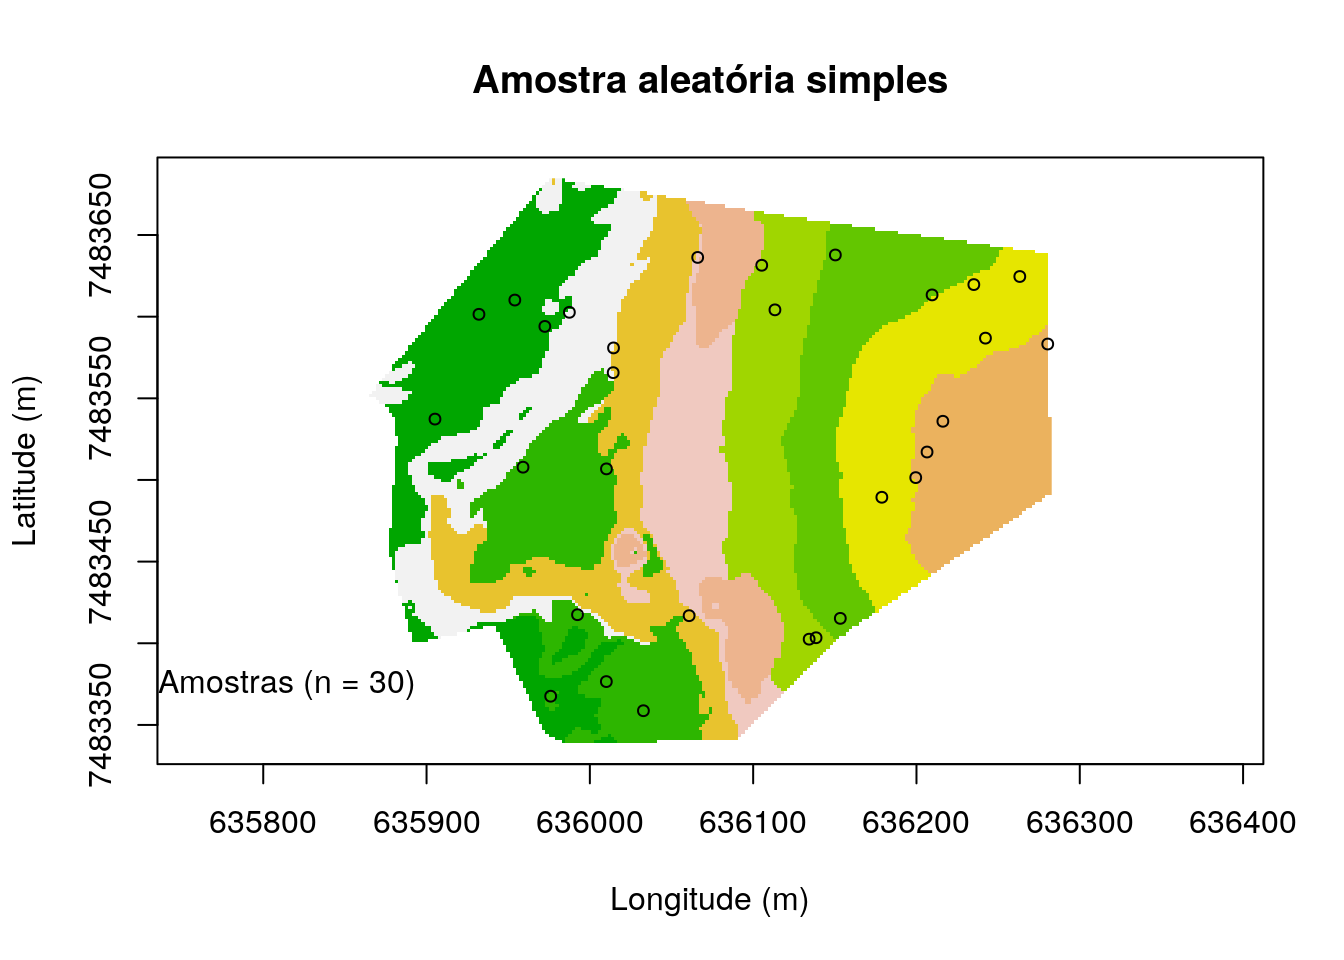 Amostra aleatória simples
Latitude (m)
7483650
7483550
7483450
7483350
Amostras (n = 30)
635800 635900 636000 636100 636200 636300 636400
Longitude (m)